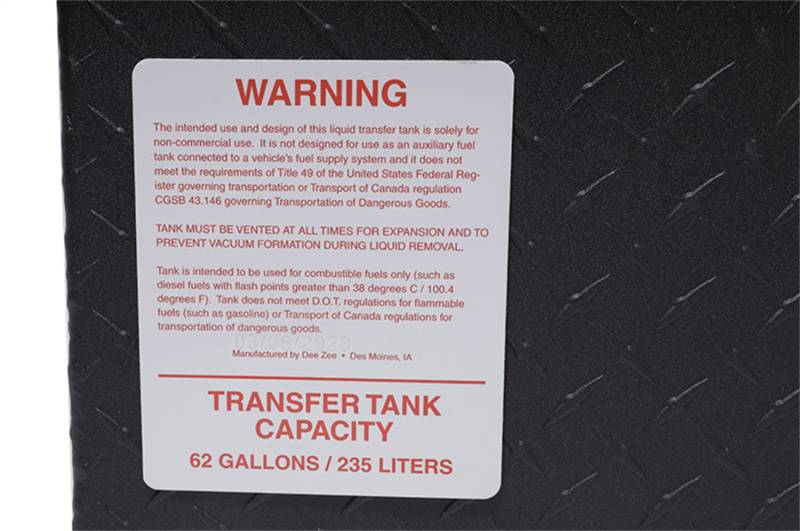 WARNING
The intended use and design of this liquid transfer tank is solely for
non-commercial use. It is not designed for use as an auxiliary fuel
tank connected to a vehicle's fuel supply system and it does not
meet the requirements of Title 49 of the United States Federal Reg-
ister governing transportation or Transport of Canada regulation
CGSB 43.146 governing Transportation of Dangerous Goods.
TANK MUST BE VENTED AT ALL TIMES FOR EXPANSION AND TO
PREVENT VACUUM FORMATION DURING LIQUID REMOVAL.
Tank is intended to be used for combustible fuels only (such as
diesel fuels with flash points greater than 38 degrees C / 100.4
degrees F). Tank does not meet D.O.T. regulations for flammable
fuels (such as gasoline) or Transport of Canada regulations for
transportation of dangerous goods.
Manufactured by Dee Zee • Des Moines, IA
TRANSFER TANK
CAPACITY
62 GALLONS / 235 LITERS